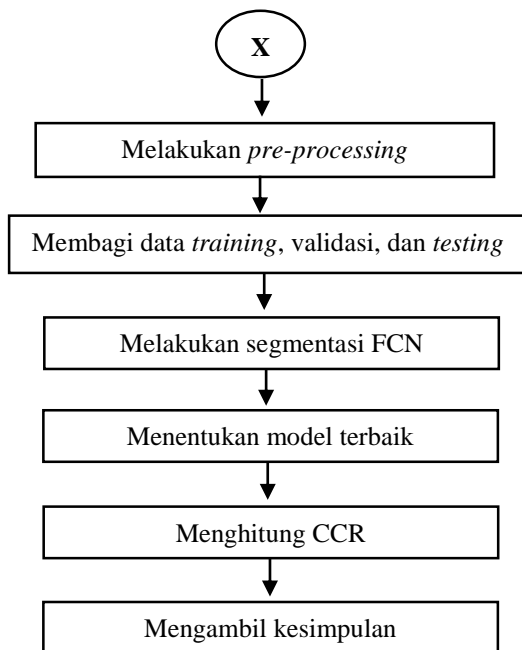 X
Melakukan pre-processing
Membagi data training, validasi, dan testing
Melakukan segmentasi FCN
Menentukan model terbaik
Menghitung CCR
Mengambil kesimpulan